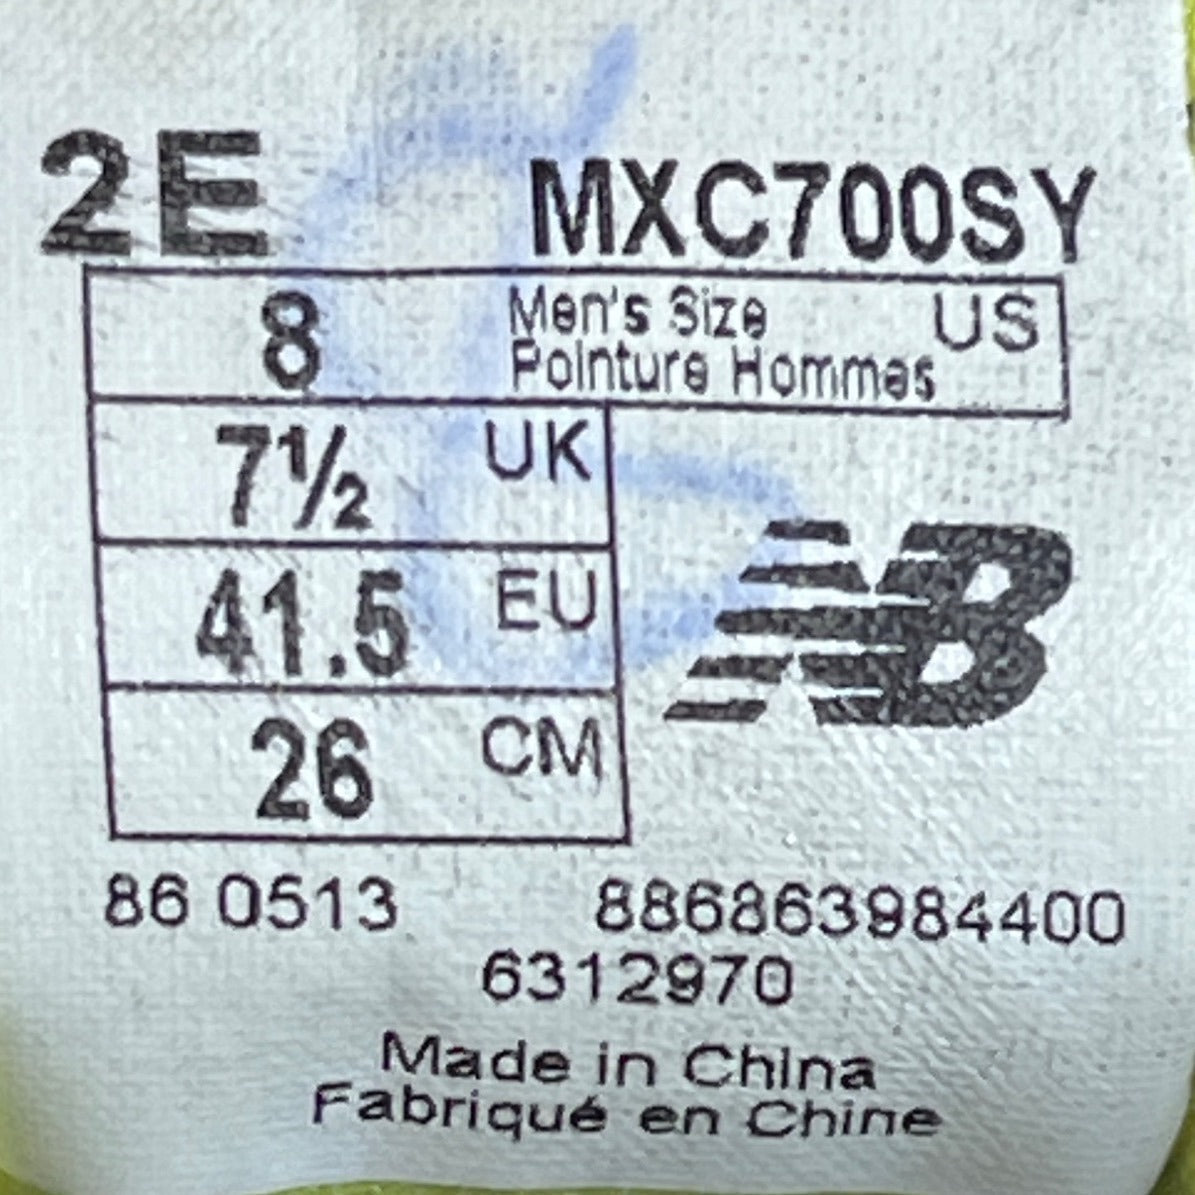 2E MXC700SY
8 Men's Size US
Pointure Hommes
7½ UK
41.5 EU
26 CM
NB
86 0513 886863984400
6312970
Made in China
Fabriqué en Chine